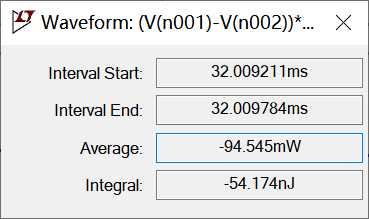 Waveform: (V(n001)-V(n002))*...
Interval Start: 32.009211ms
Interval End: 32.009784ms
Average: -94.545mW
Integral: -54.174nJ